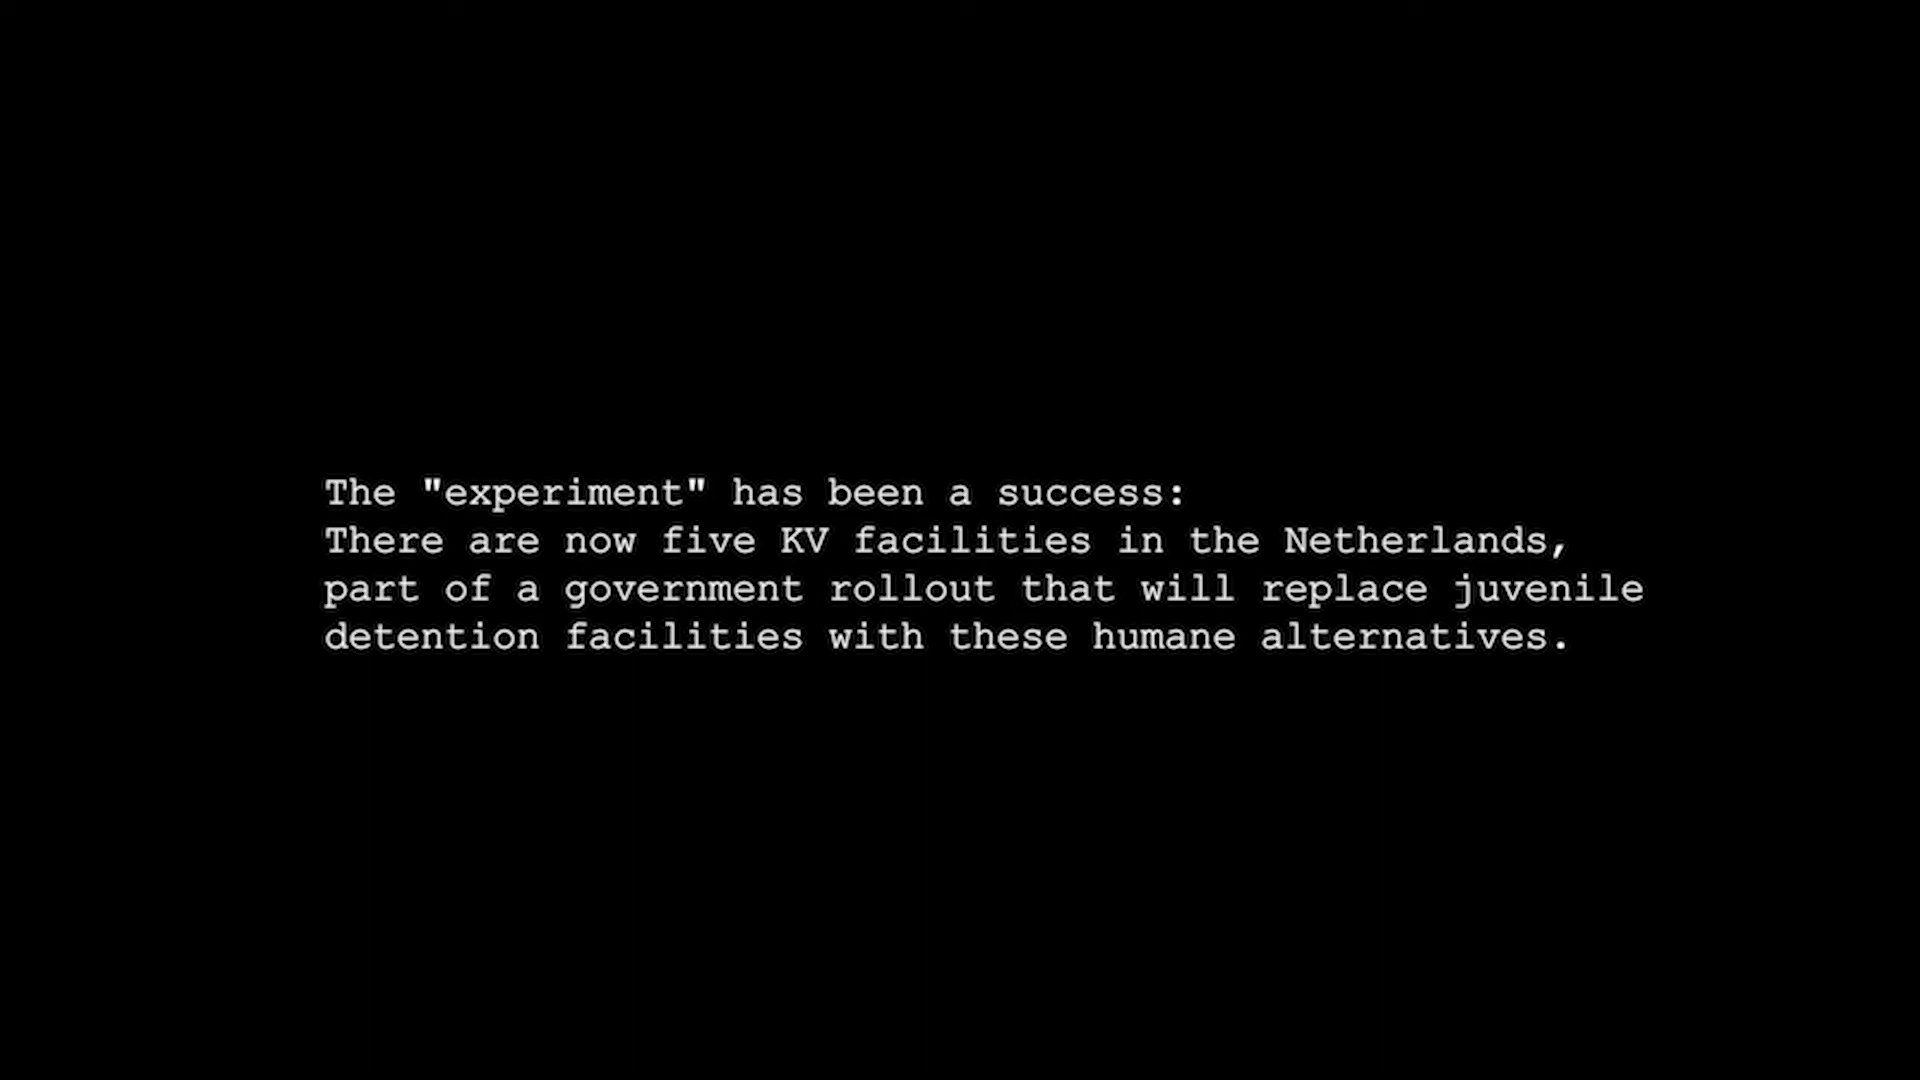 The "experiment" has been a success:
There are now five KV facilities in the Netherlands,
part of a government rollout that will replace juvenile
detention facilities with these humane alternatives.